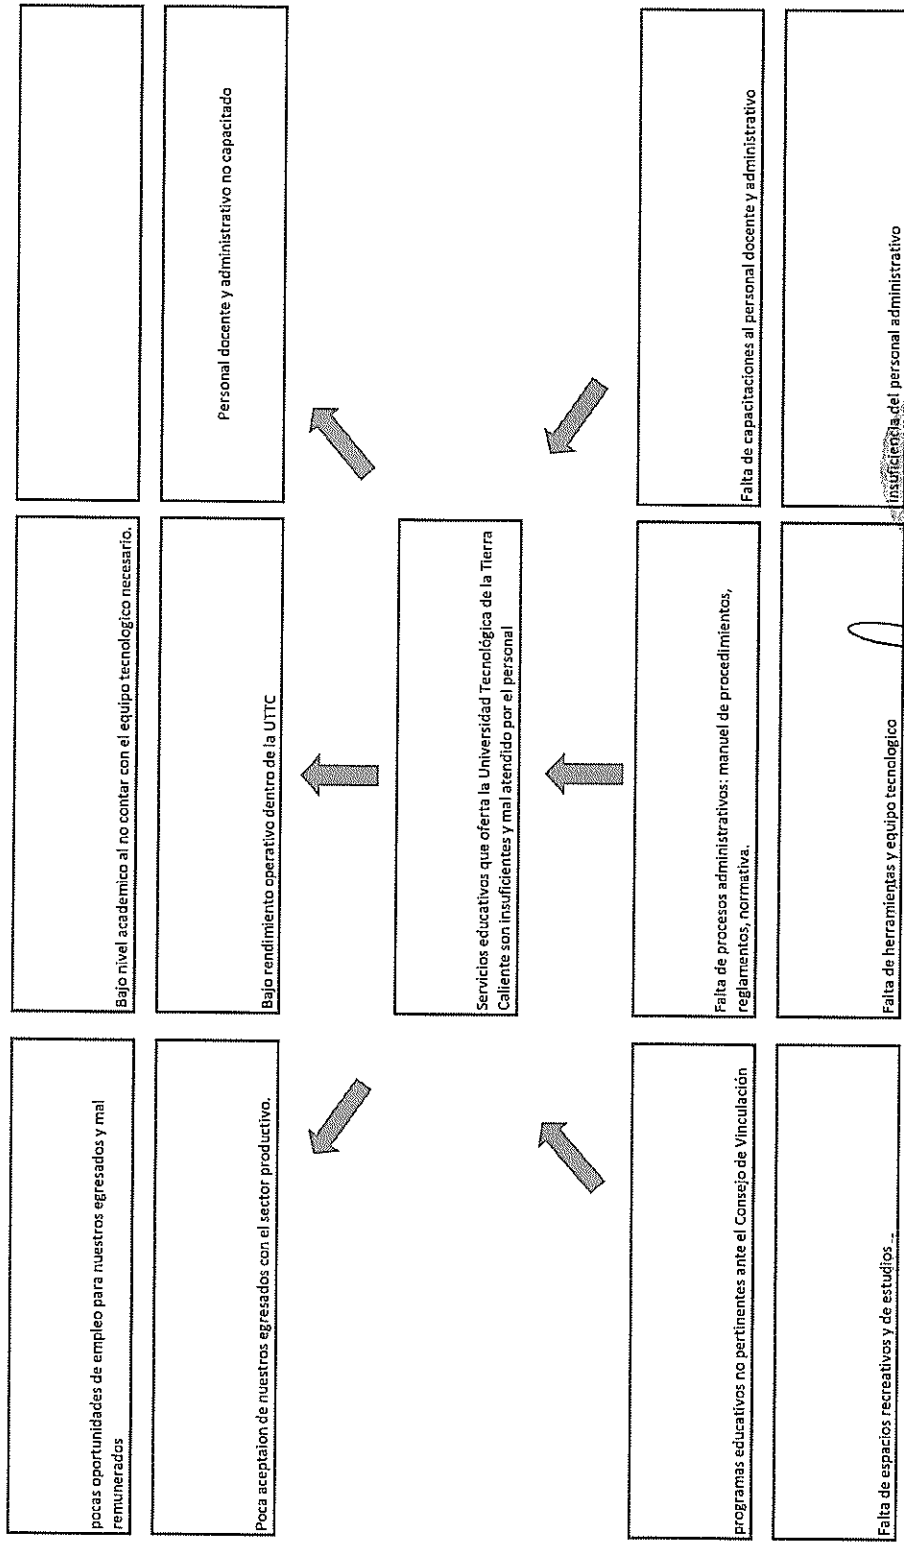 pocas oportunidades de empleo para nuestros egresados y mal
remunerados
Bajo nivel academico al no contar con el equipo tecnologico necesario.
Poca aceptaion de nuestros egresados con el sector productivo.
Bajo rendimiento operativo dentro de la UTTC
Personal docente y administrativo no capacitado
Servicios educativos que oferta la Universidad Tecnológica de la Tierra
Caliente son insuficientes y mal atendido por el personal
programas educativos no pertinentes ante el Consejo de Vinculación
Falta de procesos administrativos: manuel de procedimientos,
reglamentos, normativa.
Falta de capacitaciones al personal docente y administrativo
Falta de espacios recreativos y de estudios
Falta de herramientas y equipo tecnologico
insuficiencia del personal administrativo